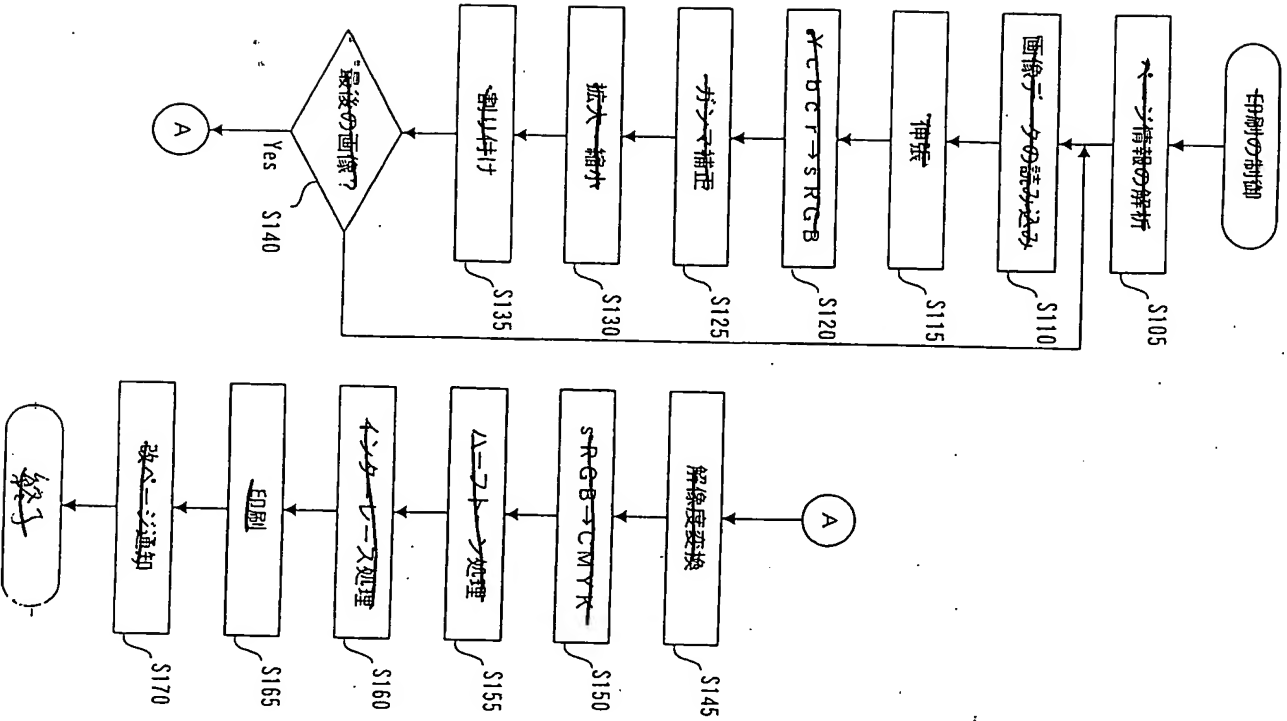 印刷の制御
ページ情報の解析
S105
画像データの読み込み
S110
伸張
S115
Ycbcr→sRGB
S120
ガンマ補正
S125
拡大・縮小
S130
割り付け
S135
最後の画像?
S140
Yes
A
A
解像度変換
S145
sRGB→CMYK
S150
ハーフトーン処理
S155
インターレース処理
S160
印刷
S165
改ページ通知
S170
終了